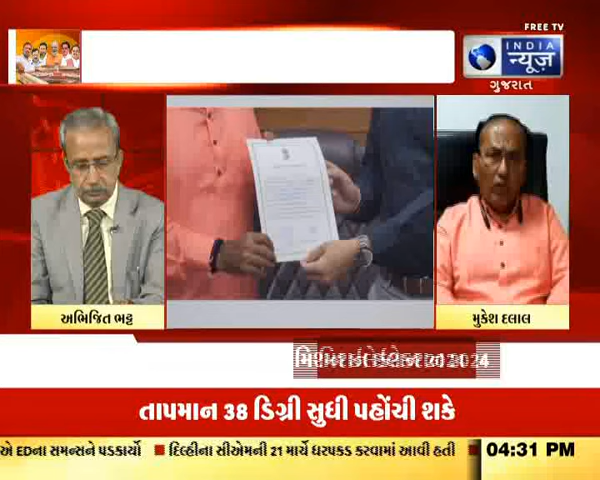 FREE TV
INDIA
न्यूज़
ગુજરાત
અભિજિત ભટ્ટ
મુકેશ દલાલ
તાપમાન 38 ડિગ્રી સુધી પહોંચી શકે
એ EDના સમન્સને પડકાર્યો ■ દિલ્હીના સીએમની 21 માર્ચે ધરપકડ કરવામાં આવી હતી
04:31 PM